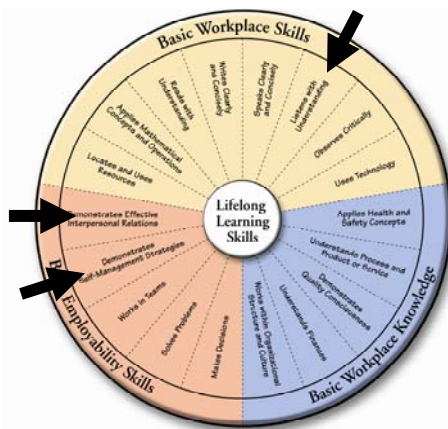 Basic Workplace Skills
Locates and Uses
Resources
Applies Mathematical
Concepts and Operations
Reads with
Understanding
Writes Clearly
and Concisely
Speaks Clearly
and Concisely
Listens with
Understanding
Observes Critically
Uses Technology
Lifelong
Learning
Skills
Applies Health and
Safety Concepts
Understands Process and
Product or Service
Demonstrates
Quality Consciousness
Understands Finances
Works within Organizational
Structure and Culture
Basic Workplace Knowledge
emonstrates Effective
Interpersonal Relations
Demonstrates
Self-Management Strategies
Works in Teams
Solves Problems
Makes Decisions
Employability Skills